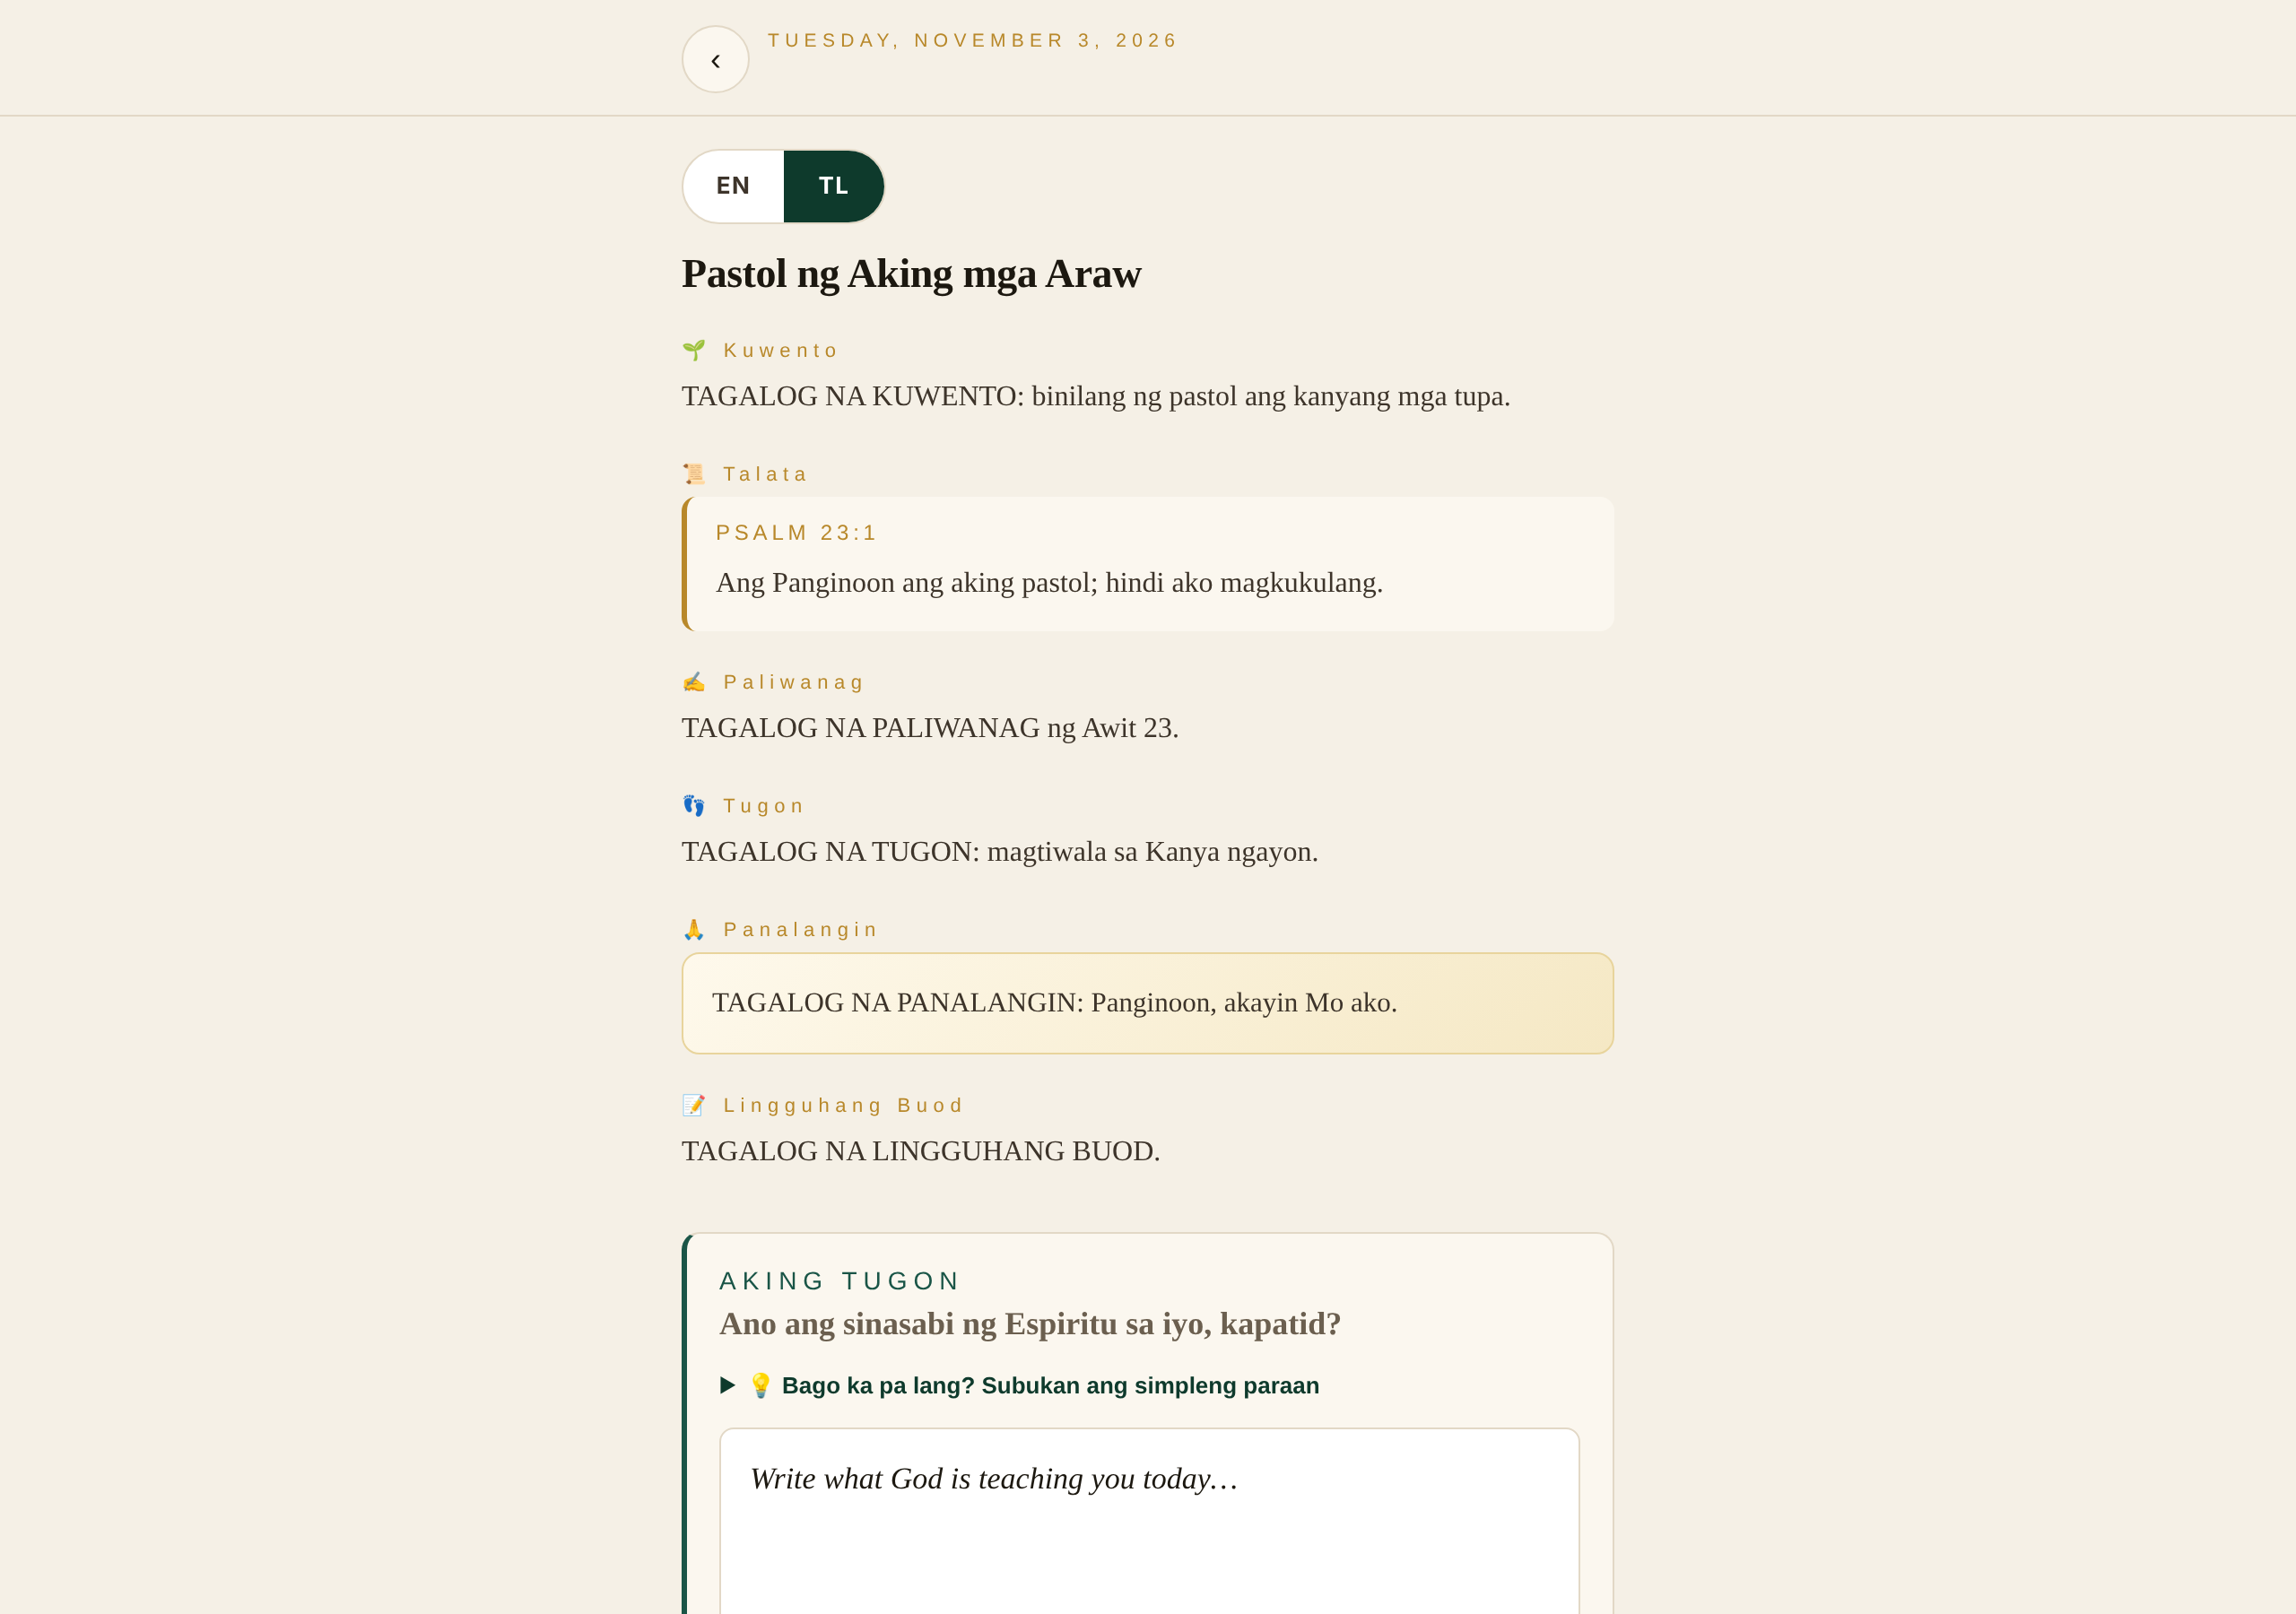 ‹
TUESDAY, NOVEMBER 3, 2026
EN TL
Pastol ng Aking mga Araw
🌱 Kuwento
TAGALOG NA KUWENTO: binilang ng pastol ang kanyang mga tupa.
📜 Talata
PSALM 23:1
Ang Panginoon ang aking pastol; hindi ako magkukulang.
✍️ Paliwanag
TAGALOG NA PALIWANAG ng Awit 23.
👣 Tugon
TAGALOG NA TUGON: magtiwala sa Kanya ngayon.
🙏 Panalangin
TAGALOG NA PANALANGIN: Panginoon, akayin Mo ako.
📝 Lingguhang Buod
TAGALOG NA LINGGUHANG BUOD.
AKING TUGON
Ano ang sinasabi ng Espiritu sa iyo, kapatid?
▶ 💡 Bago ka pa lang? Subukan ang simpleng paraan
Write what God is teaching you today…